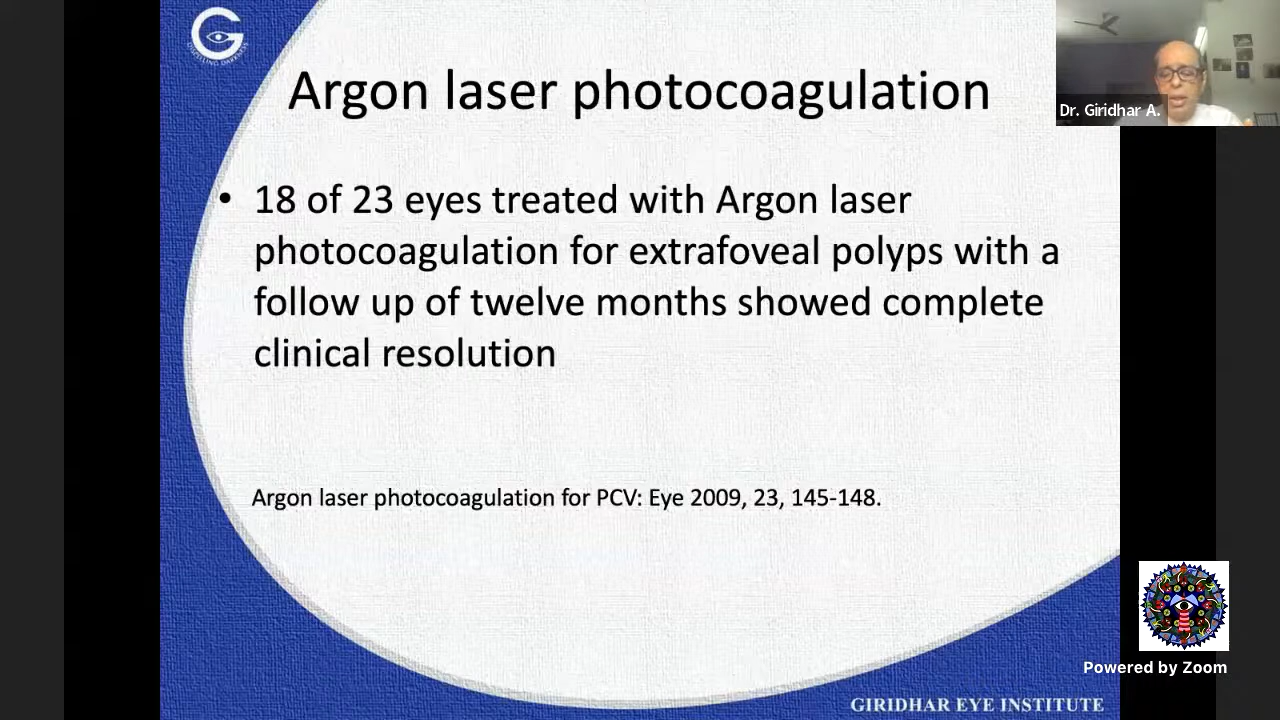 Argon laser photocoagulation
Dr. Giridhar A.
• 18 of 23 eyes treated with Argon laser
photocoagulation for extrafoveal polyps with a
follow up of twelve months showed complete
clinical resolution
Argon laser photocoagulation for PCV: Eye 2009, 23, 145-148.
Powered by Zoom
GIRIDHAR EYE INSTITUTE